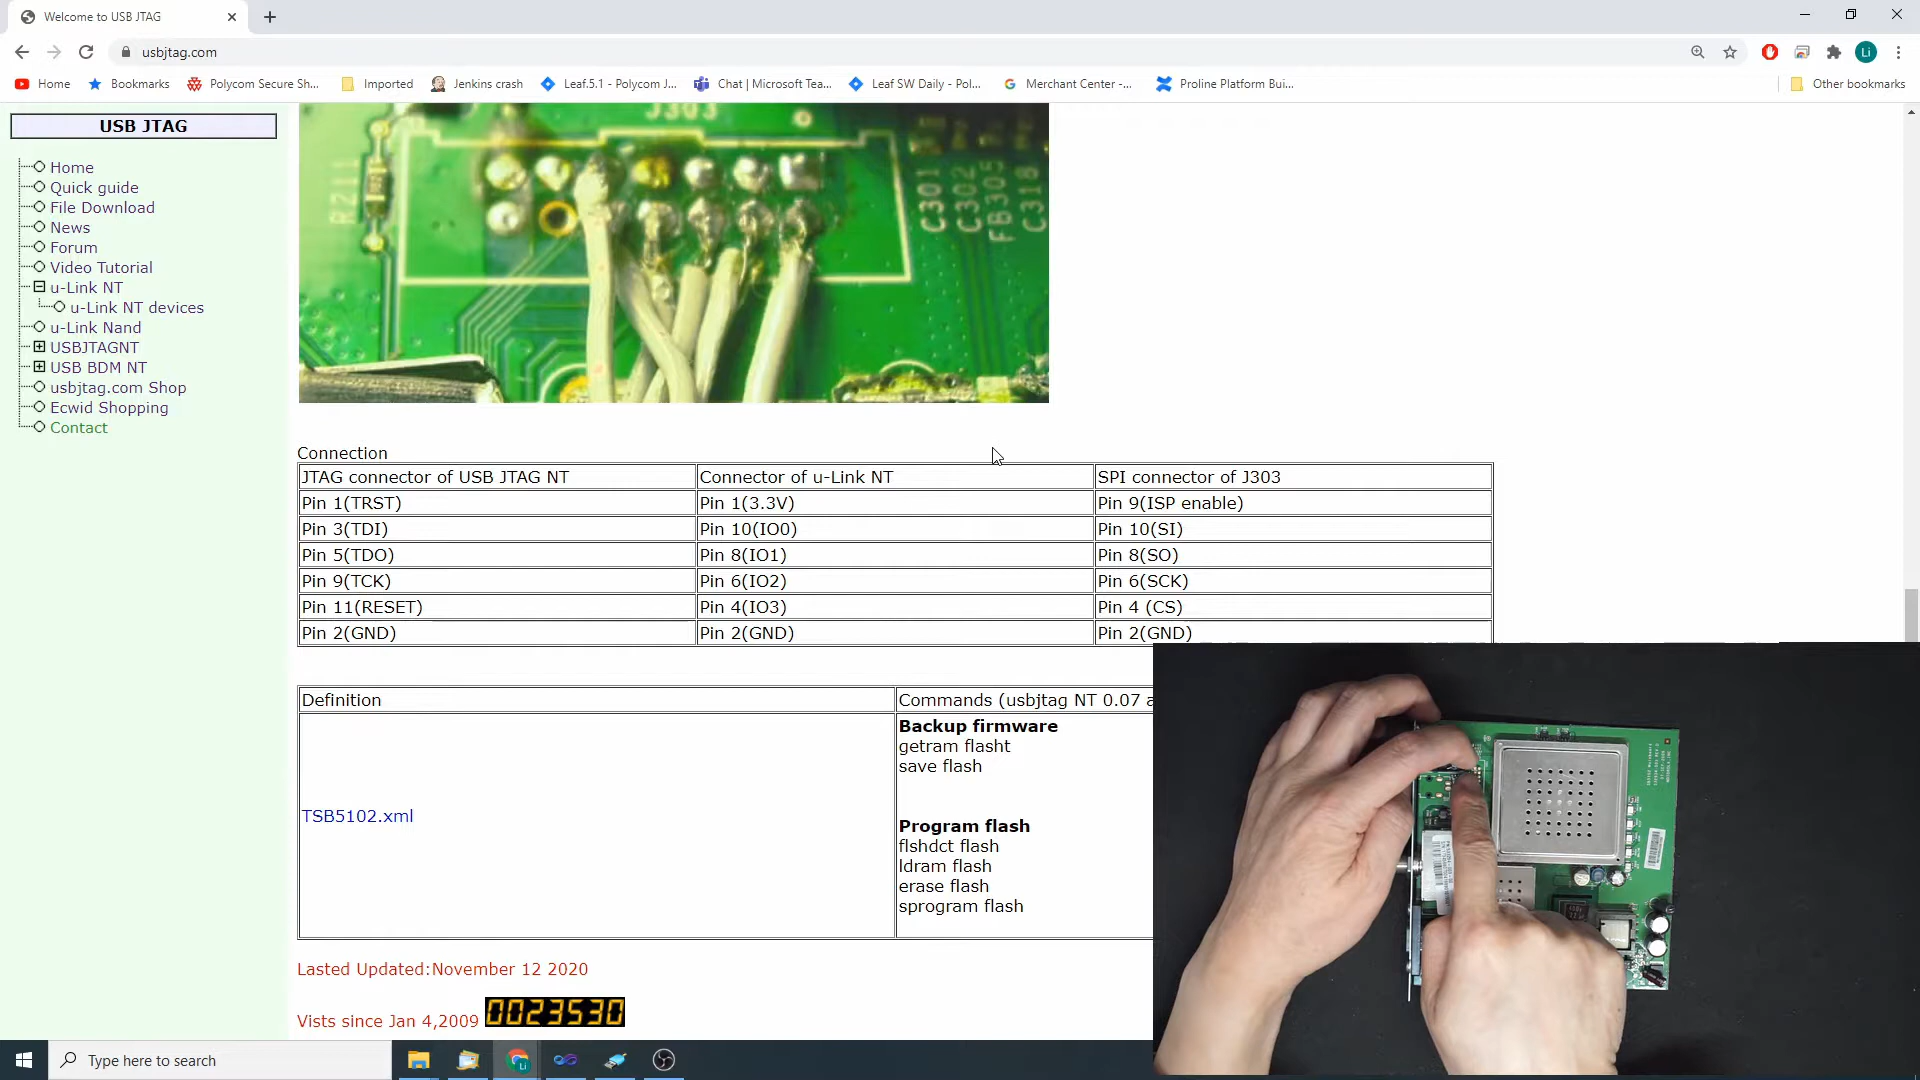 Welcome to USB JTAG
usbjtag.com
Li
Home
Bookmarks
Polycom Secure Sh...
Imported
Jenkins crash
Leaf.5.1 - Polycom J...
Chat | Microsoft Tea...
Leaf SW Daily - Pol...
Merchant Center -...
Proline Platform Bui...
Other bookmarks
USB JTAG
Home
Quick guide
File Download
News
Forum
Video Tutorial
u-Link NT
u-Link NT devices
u-Link Nand
USBJTAGNT
USB BDM NT
usbjtag.com Shop
Ecwid Shopping
Contact
J303
R211
C301
C302
FB305
C318
Connection
JTAG connector of USB JTAG NT Connector of u-Link NT SPI connector of J303
Pin 1(TRST) Pin 1(3.3V) Pin 9(ISP enable)
Pin 3(TDI) Pin 10(IO0) Pin 10(SI)
Pin 5(TDO) Pin 8(IO1) Pin 8(SO)
Pin 9(TCK) Pin 6(IO2) Pin 6(SCK)
Pin 11(RESET) Pin 4(IO3) Pin 4 (CS)
Pin 2(GND) Pin 2(GND) Pin 2(GND)
Definition Commands (usbjtag NT 0.07 a
TSB5102.xml
Backup firmware
getram flasht
save flash
Program flash
flshdct flash
ldram flash
erase flash
sprogram flash
Lasted Updated:November 12 2020
Vists since Jan 4,2009 0023530
Type here to search
Li